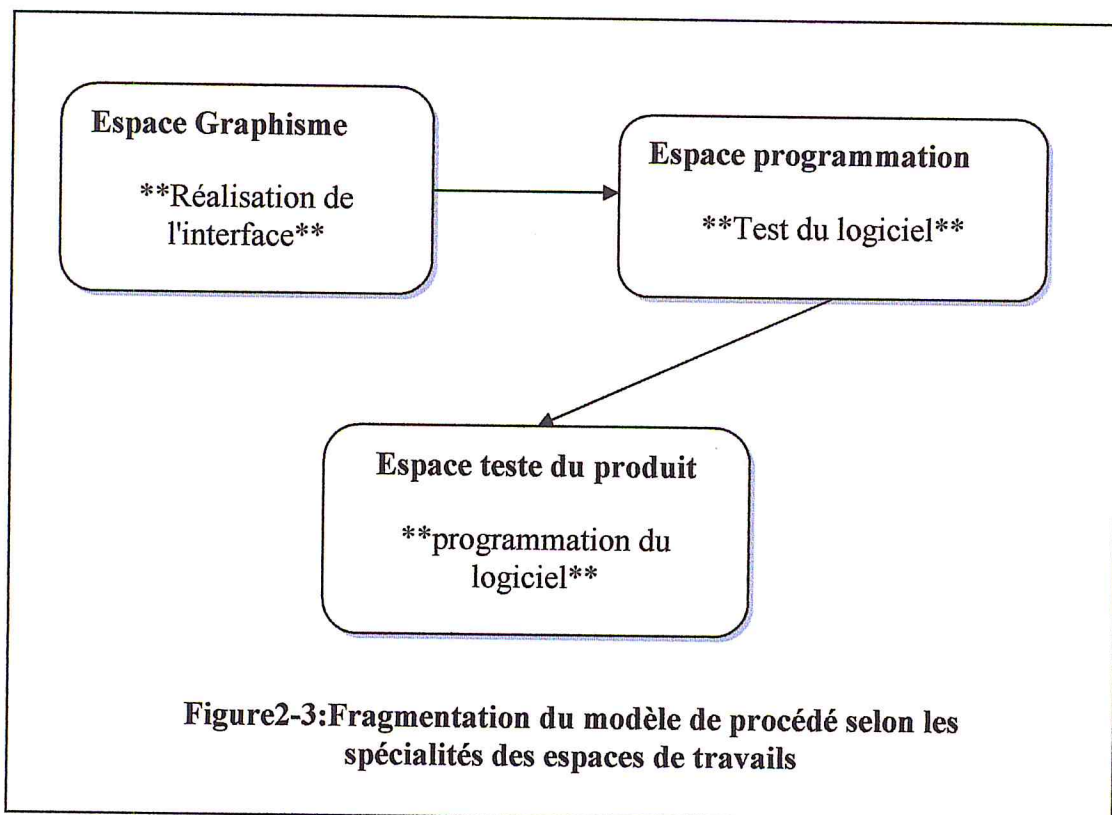 Espace Graphisme
**Réalisation de
l'interface**
Espace programmation
**Test du logiciel**
Espace teste du produit
**programmation du
logiciel**
Figure2-3:Fragmentation du modèle de procédé selon les
spécialités des espaces de travails